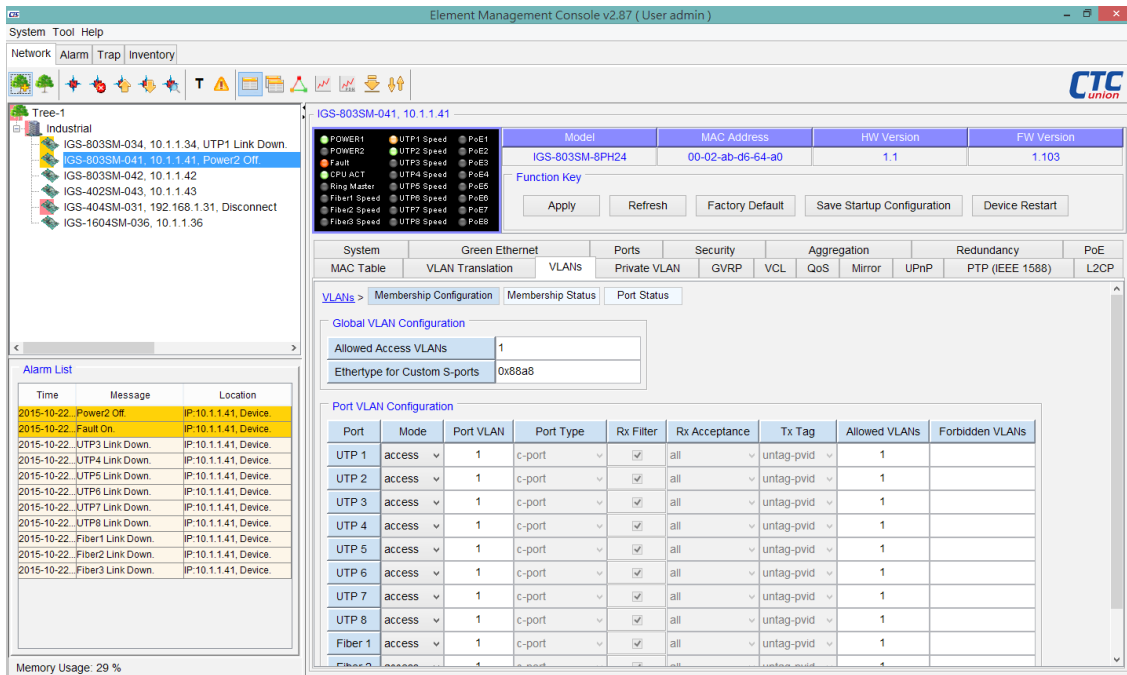 CTC
Element Management Console v2.87 ( User admin )
System Tool Help
Network Alarm Trap Inventory
T
CTC union
Tree-1
Industrial
IGS-803SM-034, 10.1.1.34, UTP1 Link Down.
IGS-803SM-041, 10.1.1.41, Power2 Off.
IGS-803SM-042, 10.1.1.42
IGS-402SM-043, 10.1.1.43
IGS-404SM-031, 192.168.1.31, Disconnect
IGS-1604SM-036, 10.1.1.36
Alarm List
Time Message Location
2015-10-22... Power2 Off. IP:10.1.1.41, Device.
2015-10-22... Fault On. IP:10.1.1.41, Device.
2015-10-22... UTP3 Link Down. IP:10.1.1.41, Device.
2015-10-22... UTP4 Link Down. IP:10.1.1.41, Device.
2015-10-22... UTP5 Link Down. IP:10.1.1.41, Device.
2015-10-22... UTP6 Link Down. IP:10.1.1.41, Device.
2015-10-22... UTP7 Link Down. IP:10.1.1.41, Device.
2015-10-22... UTP8 Link Down. IP:10.1.1.41, Device.
2015-10-22... Fiber1 Link Down. IP:10.1.1.41, Device.
2015-10-22... Fiber2 Link Down. IP:10.1.1.41, Device.
2015-10-22... Fiber3 Link Down. IP:10.1.1.41, Device.
Memory Usage: 29 %
IGS-803SM-041, 10.1.1.41
POWER1 UTP1 Speed PoE1
POWER2 UTP2 Speed PoE2
Fault UTP3 Speed PoE3
CPU ACT UTP4 Speed PoE4
Ring Master UTP5 Speed PoE5
Fiber1 Speed UTP6 Speed PoE6
Fiber2 Speed UTP7 Speed PoE7
Fiber3 Speed UTP8 Speed PoE8
Model MAC Address HW Version FW Version
IGS-803SM-8PH24 00-02-ab-d6-64-a0 1.1 1.103
Function Key
Apply Refresh Factory Default Save Startup Configuration Device Restart
System Green Ethernet Ports Security Aggregation Redundancy PoE
MAC Table VLAN Translation VLANs Private VLAN GVRP VCL QoS Mirror UPnP PTP (IEEE 1588) L2CP
VLANs > Membership Configuration Membership Status Port Status
Global VLAN Configuration
Allowed Access VLANs 1
Ethertype for Custom S-ports 0x88a8
Port VLAN Configuration
Port Mode Port VLAN Port Type Rx Filter Rx Acceptance Tx Tag Allowed VLANs Forbidden VLANs
UTP 1 access 1 c-port all untag-pvid 1
UTP 2 access 1 c-port all untag-pvid 1
UTP 3 access 1 c-port all untag-pvid 1
UTP 4 access 1 c-port all untag-pvid 1
UTP 5 access 1 c-port all untag-pvid 1
UTP 6 access 1 c-port all untag-pvid 1
UTP 7 access 1 c-port all untag-pvid 1
UTP 8 access 1 c-port all untag-pvid 1
Fiber 1 access 1 c-port all untag-pvid 1